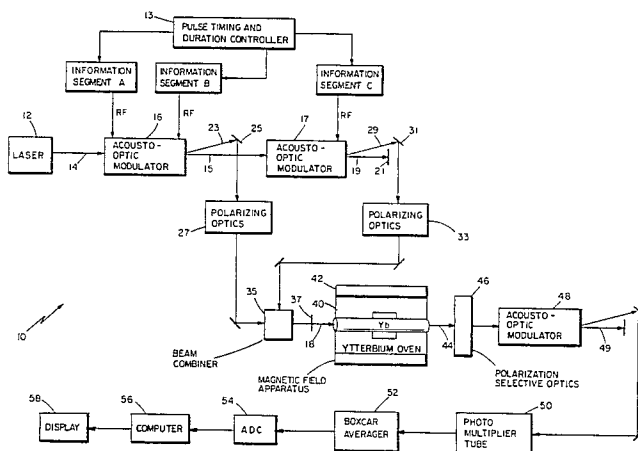 13
PULSE TIMING AND
DURATION CONTROLLER
INFORMATION
SEGMENT A
INFORMATION
SEGMENT B
INFORMATION
SEGMENT C
RF
RF
RF
12
16
17
LASER
14
ACOUSTO-
OPTIC
MODULATOR
23
25
15
ACOUSTO-
OPTIC
MODULATOR
29
31
19
21
POLARIZING
OPTICS
27
POLARIZING
OPTICS
33
35
37
18
42
40
Yb
YTTERBIUM OVEN
44
46
ACOUSTO-
OPTIC
MODULATOR
48
49
10
BEAM
COMBINER
MAGNETIC FIELD
APPARATUS
POLARIZATION
SELECTIVE OPTICS
58
DISPLAY
56
COMPUTER
54
ADC
52
BOXCAR
AVERAGER
50
PHOTO
MULTIPLIER
TUBE